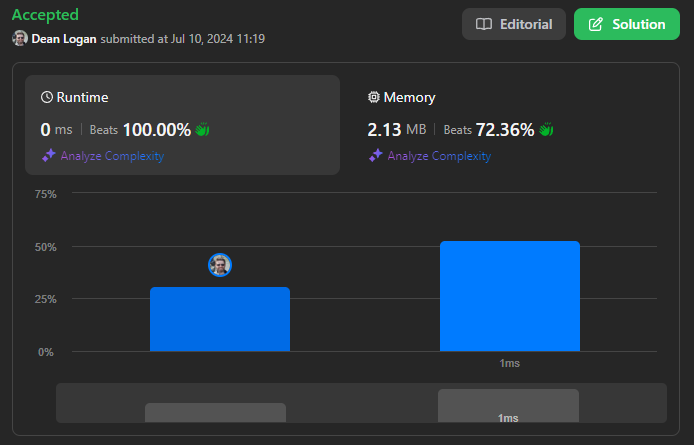 Accepted
Editorial
Solution
Dean Logan submitted at Jul 10, 2024 11:19
Runtime
0 ms | Beats 100.00%
Analyze Complexity
Memory
2.13 MB | Beats 72.36%
Analyze Complexity
75%
50%
25%
0%
1ms
1ms